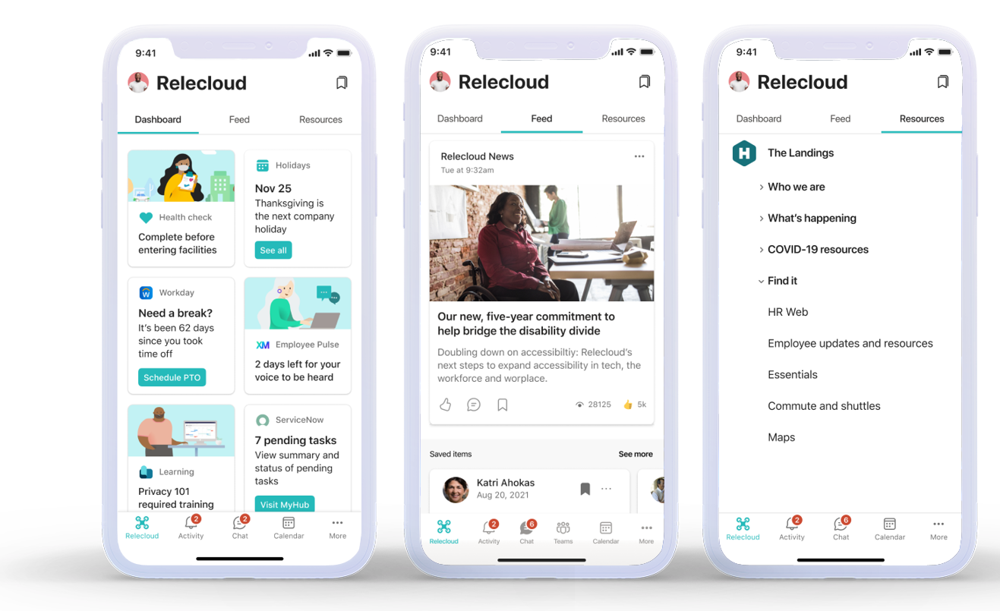 9:41
Relecloud
Dashboard Feed Resources
Health check
Complete before
entering facilities
Holidays
Nov 25
Thanksgiving is
the next company
holiday
See all
Workday
Need a break?
It's been 62 days
since you took
time off
Schedule PTO
XM Employee Pulse
2 days left for your
voice to be heard
Learning
Privacy 101
required training
ServiceNow
7 pending tasks
View summary and
status of pending
tasks
Visit MyHub
2 2
Relecloud Activity Chat Calendar More
9:41
Relecloud
Dashboard Feed Resources
Relecloud News
Tue at 9:32am
Our new, five-year commitment to
help bridge the disability divide
Doubling down on accessibiltiy: Relecloud's
next steps to expand accessibility in tech, the
workforce and worplace.
28125 5k
Saved items See more
Katri Ahokas
Aug 20, 2021
2 6
Relecloud Activity Chat Teams Calendar More
9:41
Relecloud
Dashboard Feed Resources
H The Landings
Who we are
What's happening
COVID-19 resources
Find it
HR Web
Employee updates and resources
Essentials
Commute and shuttles
Maps
2 6
Relecloud Activity Chat Calendar More